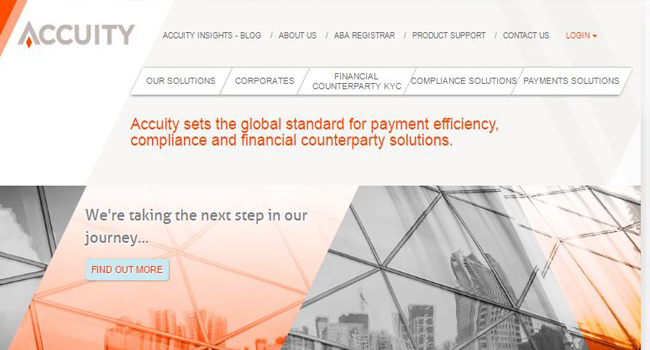 ACCUITY
ACCUITY INSIGHTS - BLOG / ABOUT US / ABA REGISTRAR / PRODUCT SUPPORT / CONTACT US LOGIN
OUR SOLUTIONS CORPORATES FINANCIAL COUNTERPARTY KYC COMPLIANCE SOLUTIONS PAYMENTS SOLUTIONS
Accuity sets the global standard for payment efficiency,
compliance and financial counterparty solutions.
We're taking the next step in our
journey...
FIND OUT MORE